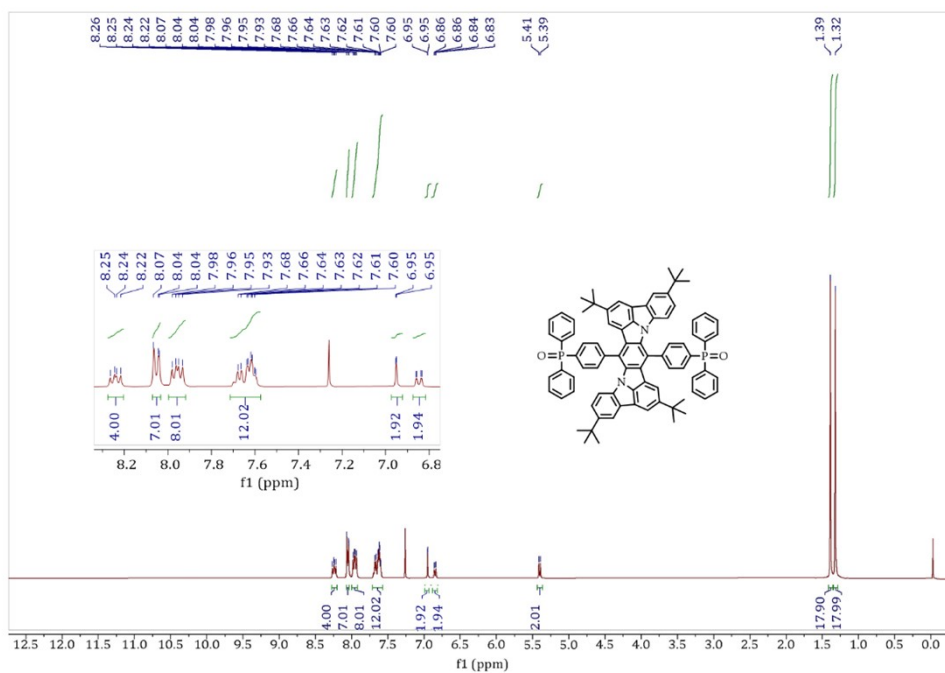 8.26 8.25 8.24 8.22 8.07 8.04 8.04 7.98 7.96 7.95 7.93 7.68 7.66 7.64 7.63 7.62 7.61 7.60 7.60 6.95 6.95 6.86 6.86 6.84 6.83 5.41 5.39 1.39 1.32
8.25 8.24 8.22 8.07 8.04 8.04 7.98 7.96 7.95 7.93 7.68 7.66 7.64 7.63 7.62 7.61 7.60 6.95 6.95
4.00 7.01 8.01 12.02 1.92 1.94
8.2 8.0 7.8 7.6 7.4 7.2 7.0 6.8
f1 (ppm)
N
O P P O
N
4.00 7.01 8.01 12.02 1.92 1.94 2.01 17.90 17.99
12.5 12.0 11.5 11.0 10.5 10.0 9.5 9.0 8.5 8.0 7.5 7.0 6.5 6.0 5.5 5.0 4.5 4.0 3.5 3.0 2.5 2.0 1.5 1.0 0.5 0.0
f1 (ppm)